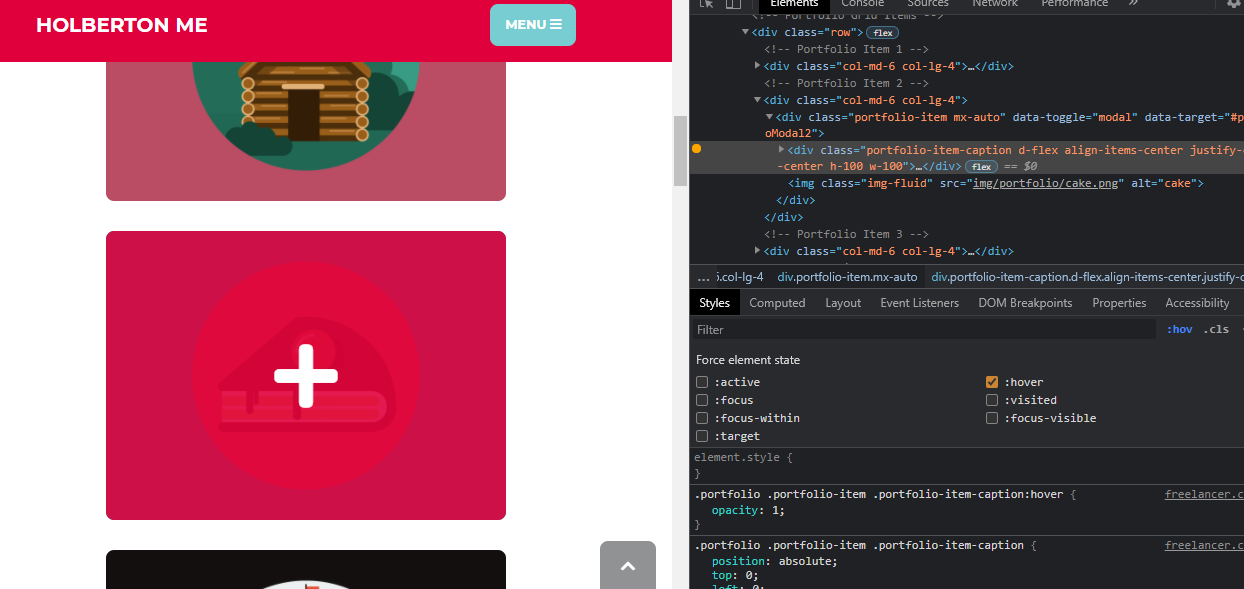 HOLBERTON ME
MENU
Elements Console Sources Network Performance »
<!-- Portfolio Grid Items -->
▼<div class="row"> flex
<!-- Portfolio Item 1 -->
▶<div class="col-md-6 col-lg-4">…</div>
<!-- Portfolio Item 2 -->
▼<div class="col-md-6 col-lg-4">
▼<div class="portfolio-item mx-auto" data-toggle="modal" data-target="#p
oModal2">
▶<div class="portfolio-item-caption d-flex align-items-center justify-
-center h-100 w-100">…</div> flex == $0
<img class="img-fluid" src="img/portfolio/cake.png" alt="cake">
</div>
</div>
<!-- Portfolio Item 3 -->
▶<div class="col-md-6 col-lg-4">…</div>
… .col-lg-4 div.portfolio-item.mx-auto div.portfolio-item-caption.d-flex.align-items-center.justify-c
Styles Computed Layout Event Listeners DOM Breakpoints Properties Accessibility
Filter :hov .cls
Force element state
:active :hover
:focus :visited
:focus-within :focus-visible
:target
element.style {
}
.portfolio .portfolio-item .portfolio-item-caption:hover { freelancer.c
opacity: 1;
}
.portfolio .portfolio-item .portfolio-item-caption { freelancer.c
position: absolute;
top: 0;
left: 0;